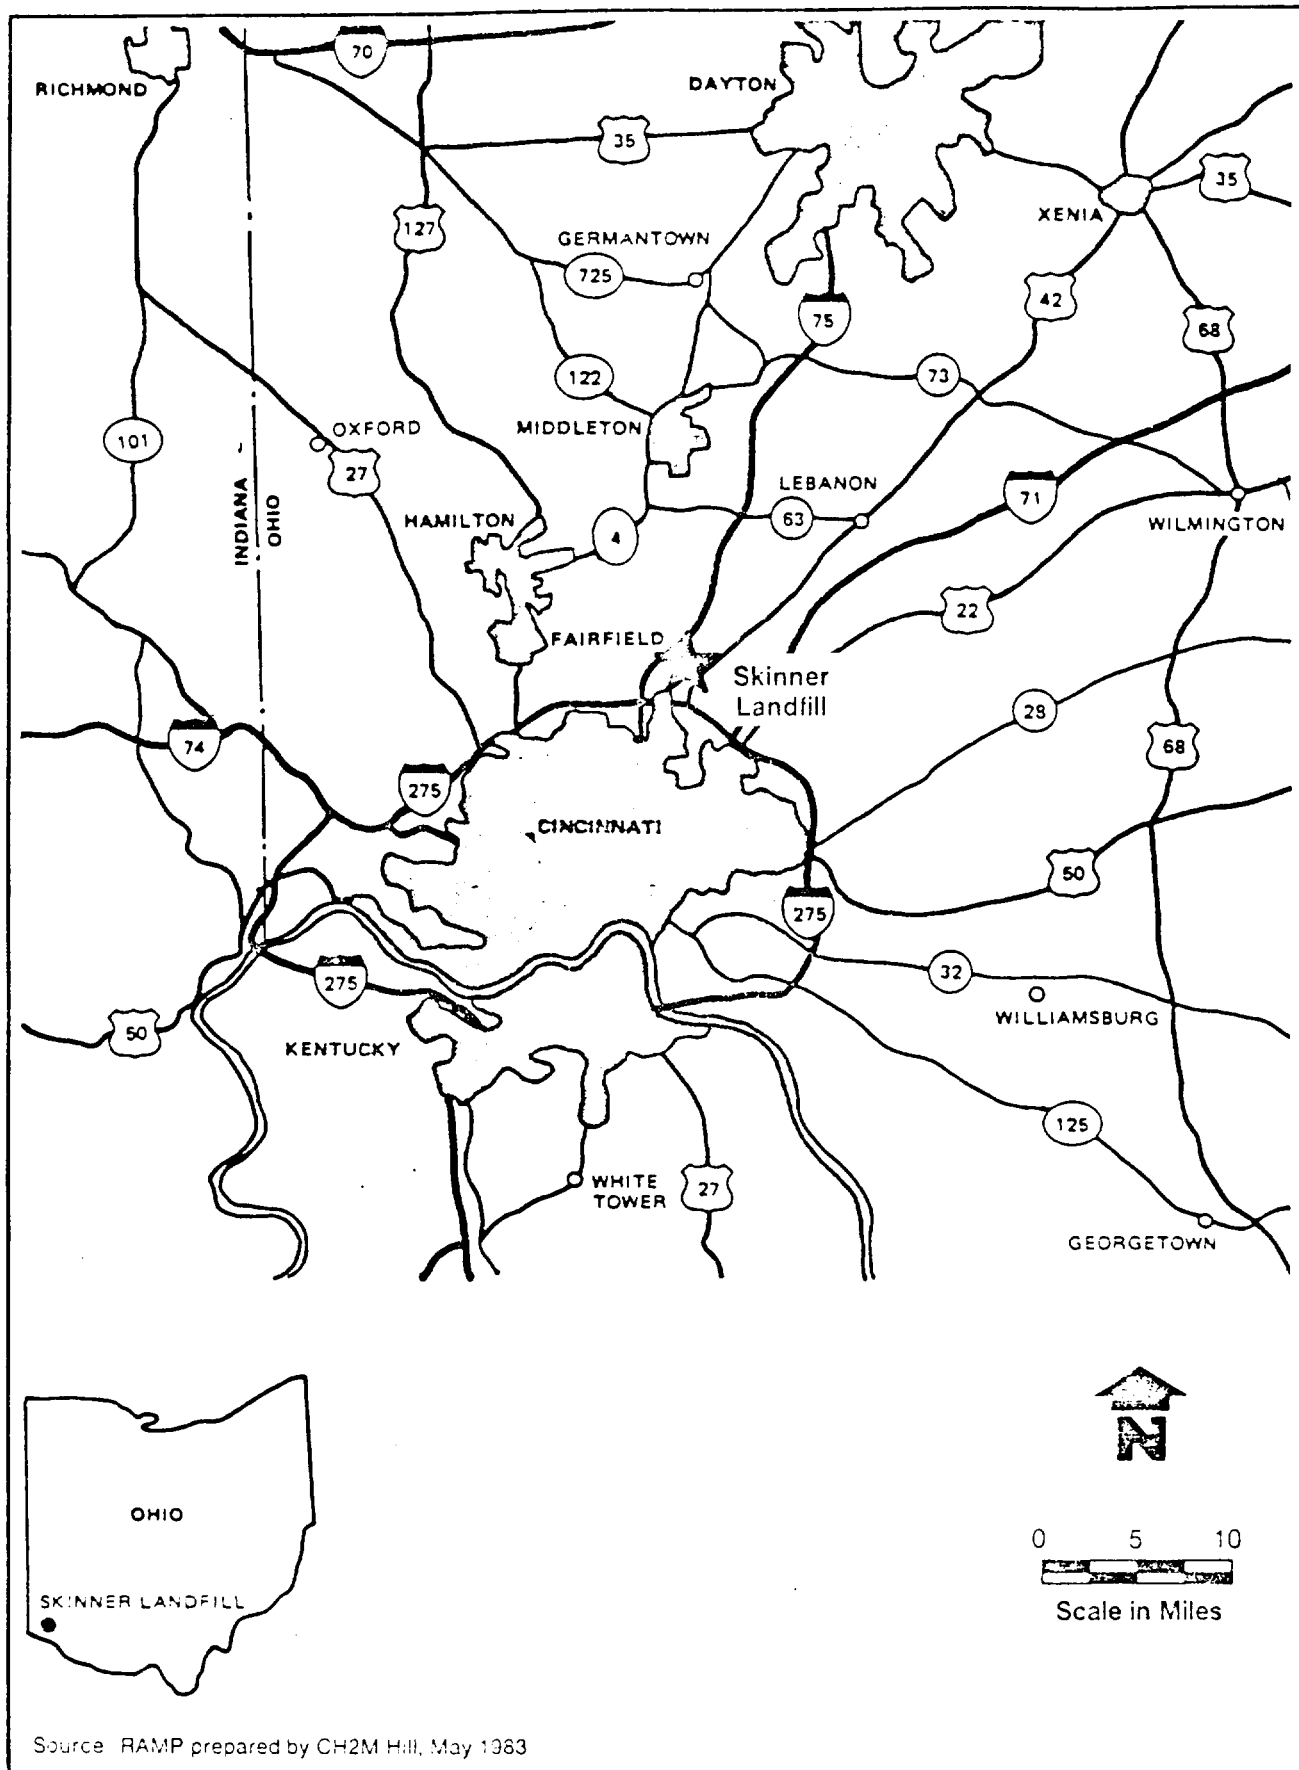 70
RICHMOND
DAYTON
35
35
XENIA
127
GERMANTOWN
725
42
75
68
122
73
101
OXFORD
MIDDLETON
27
LEBANON
71
INDIANA
OHIO
HAMILTON
4
63
WILMINGTON
22
FAIRFIELD
Skinner
Landfill
28
74
68
275
CINCINNATI
50
275
32
275
WILLIAMSBURG
50
KENTUCKY
125
WHITE
TOWER
27
GEORGETOWN
N
OHIO
0 5 10
SKINNER LANDFILL
Scale in Miles
Source RAMP prepared by CH2M Hill, May 1983